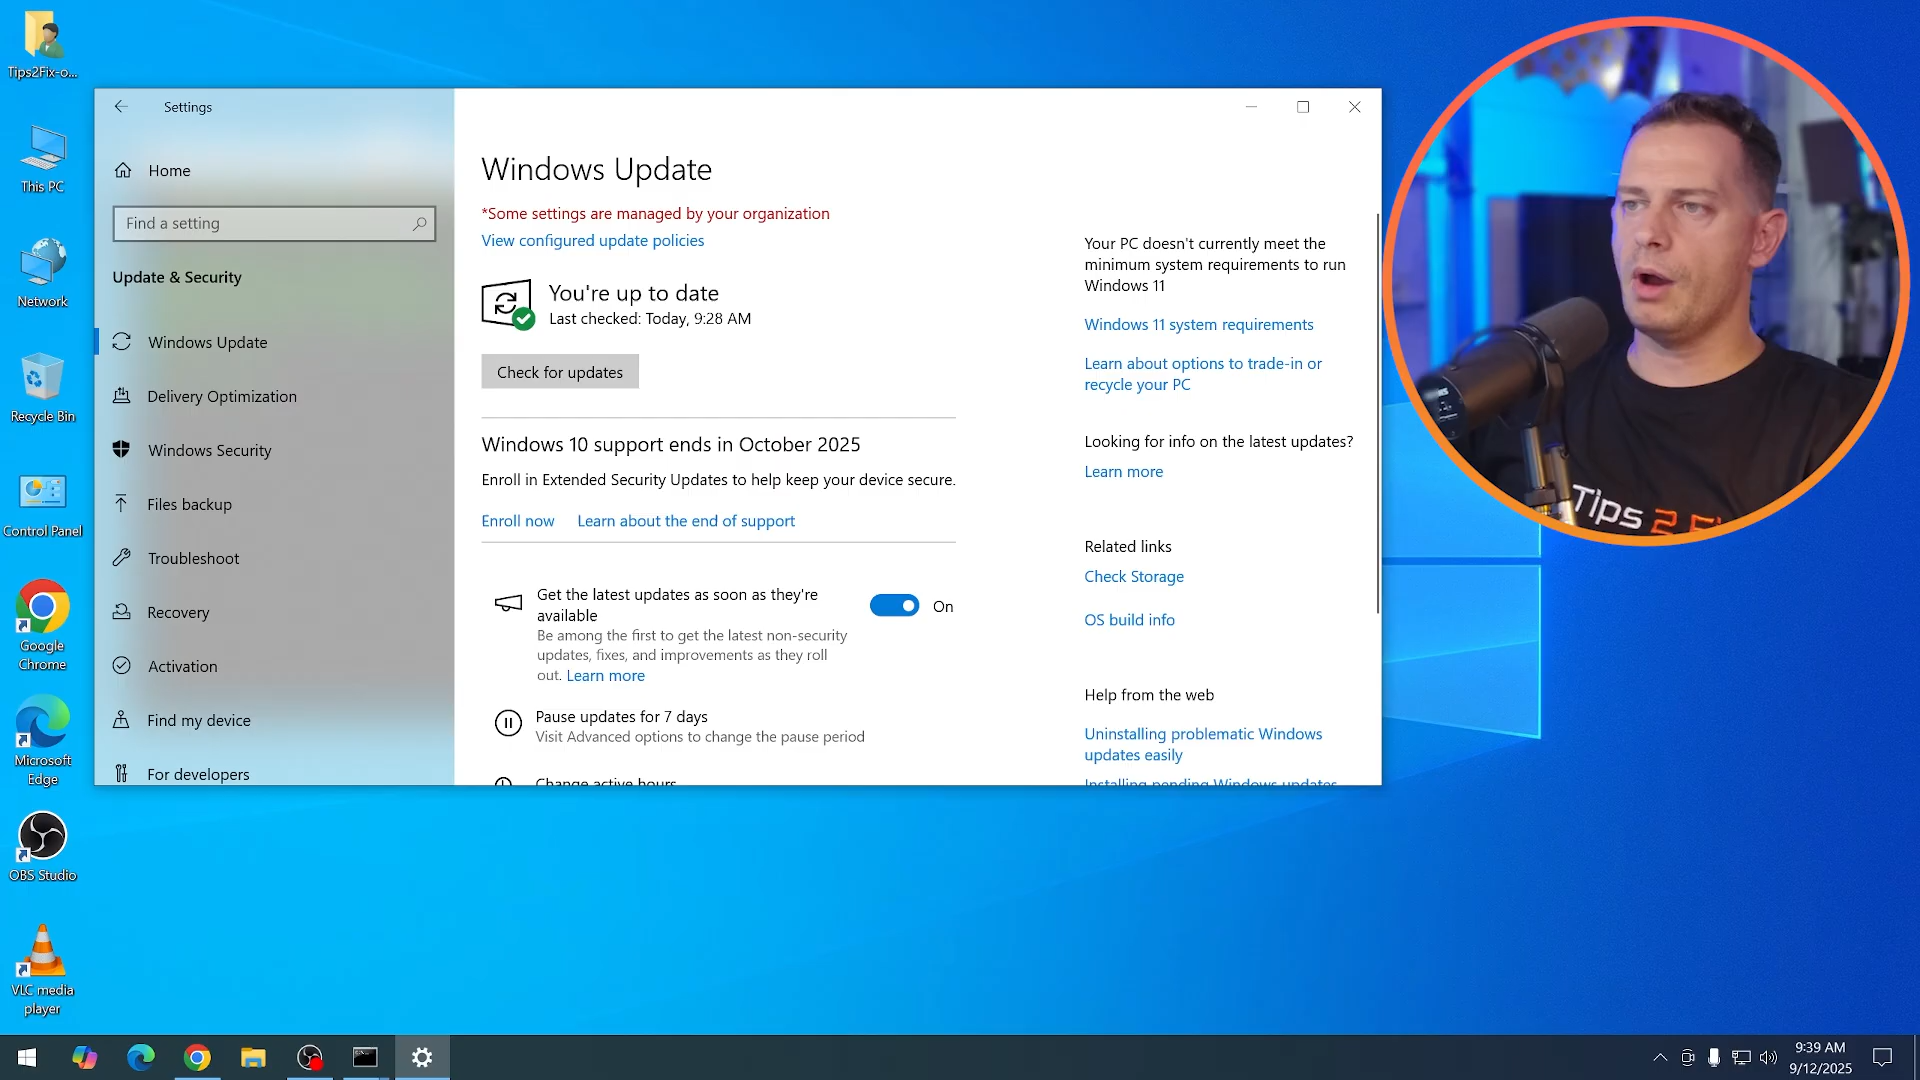 Tips2Fix-o...
This PC
Network
Recycle Bin
Control Panel
Google
Chrome
Microsoft
Edge
OBS Studio
VLC media
player
Settings
Home
Find a setting
Update & Security
Windows Update
Delivery Optimization
Windows Security
Files backup
Troubleshoot
Recovery
Activation
Find my device
For developers
Windows Update
*Some settings are managed by your organization
View configured update policies
You're up to date
Last checked: Today, 9:28 AM
Check for updates
Windows 10 support ends in October 2025
Enroll in Extended Security Updates to help keep your device secure.
Enroll now Learn about the end of support
Get the latest updates as soon as they're
available
On
Be among the first to get the latest non-security
updates, fixes, and improvements as they roll
out. Learn more
Pause updates for 7 days
Visit Advanced options to change the pause period
Change active hours
Your PC doesn't currently meet the
minimum system requirements to run
Windows 11
Windows 11 system requirements
Learn about options to trade-in or
recycle your PC
Looking for info on the latest updates?
Learn more
Related links
Check Storage
OS build info
Help from the web
Uninstalling problematic Windows
updates easily
Installing pending Windows updates
Tips 2
9:39 AM
9/12/2025